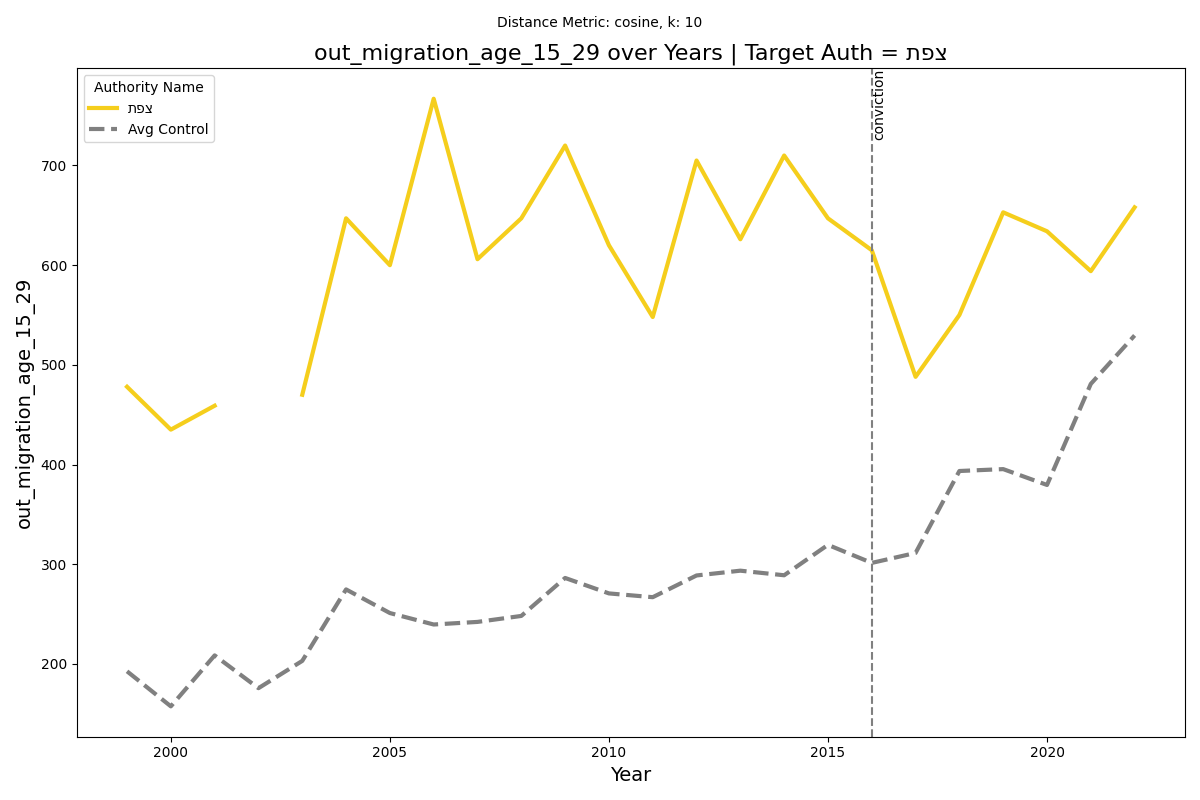 Distance Metric: cosine, k: 10
out_migration_age_15_29 over Years | Target Auth = צפת
Authority Name
צפת
Avg Control
conviction
out_migration_age_15_29
700
600
500
400
300
200
2000 2005 2010 2015 2020
Year